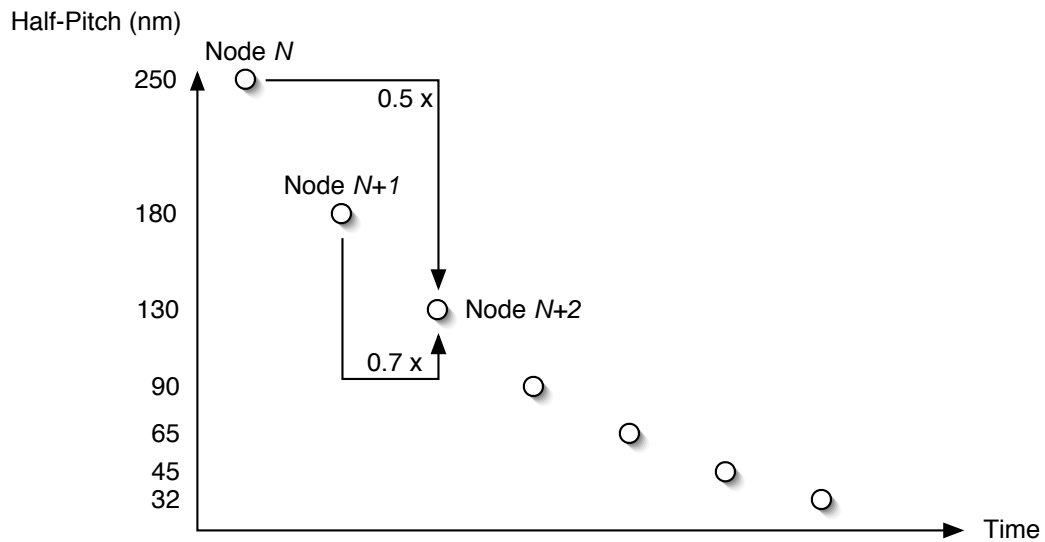 Half-Pitch (nm)
Node N
250
0.5 x
Node N+1
180
130
Node N+2
0.7 x
90
65
45
32
Time